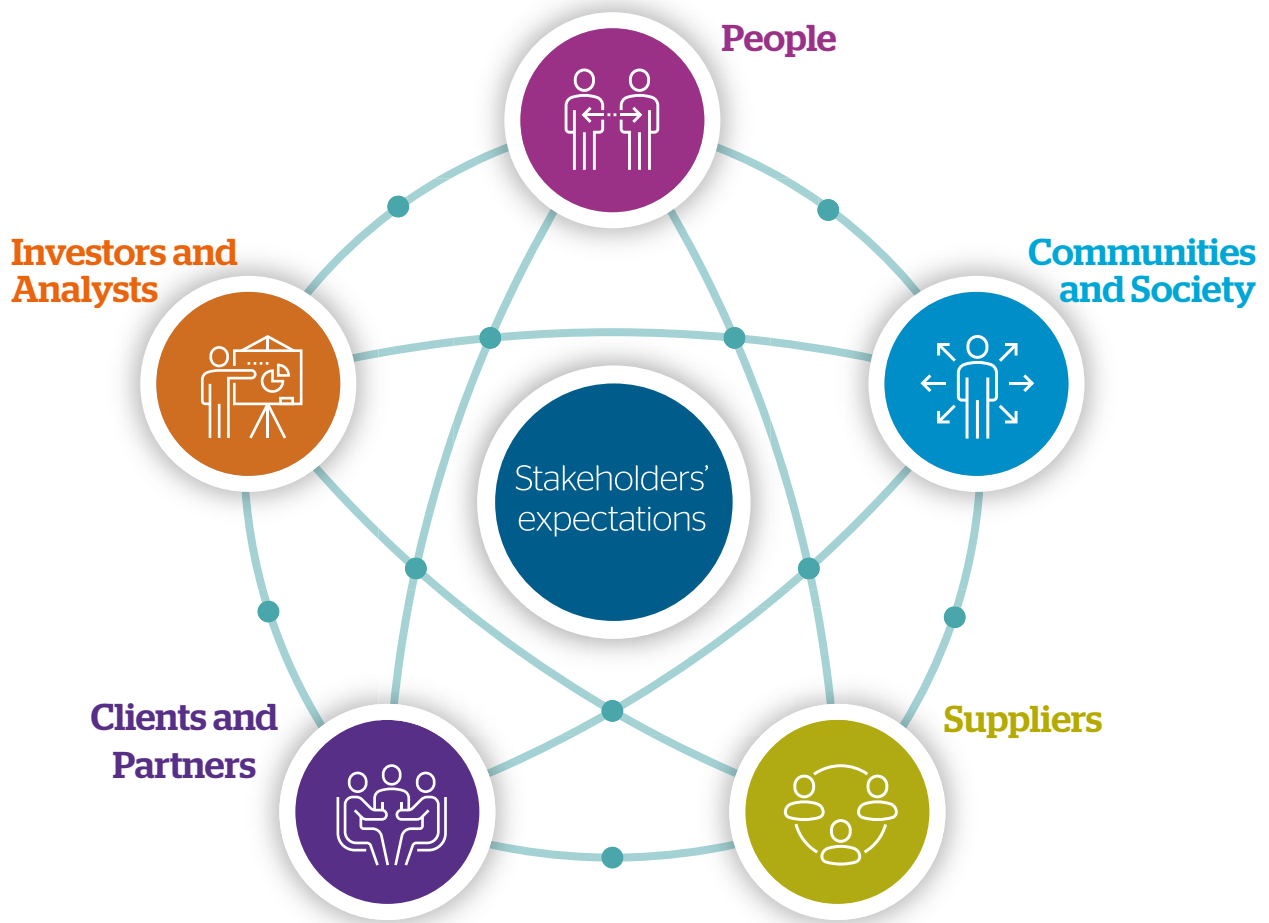 People
Investors and
Analysts
Communities
and Society
Stakeholders’
expectations
Clients and
Partners
Suppliers